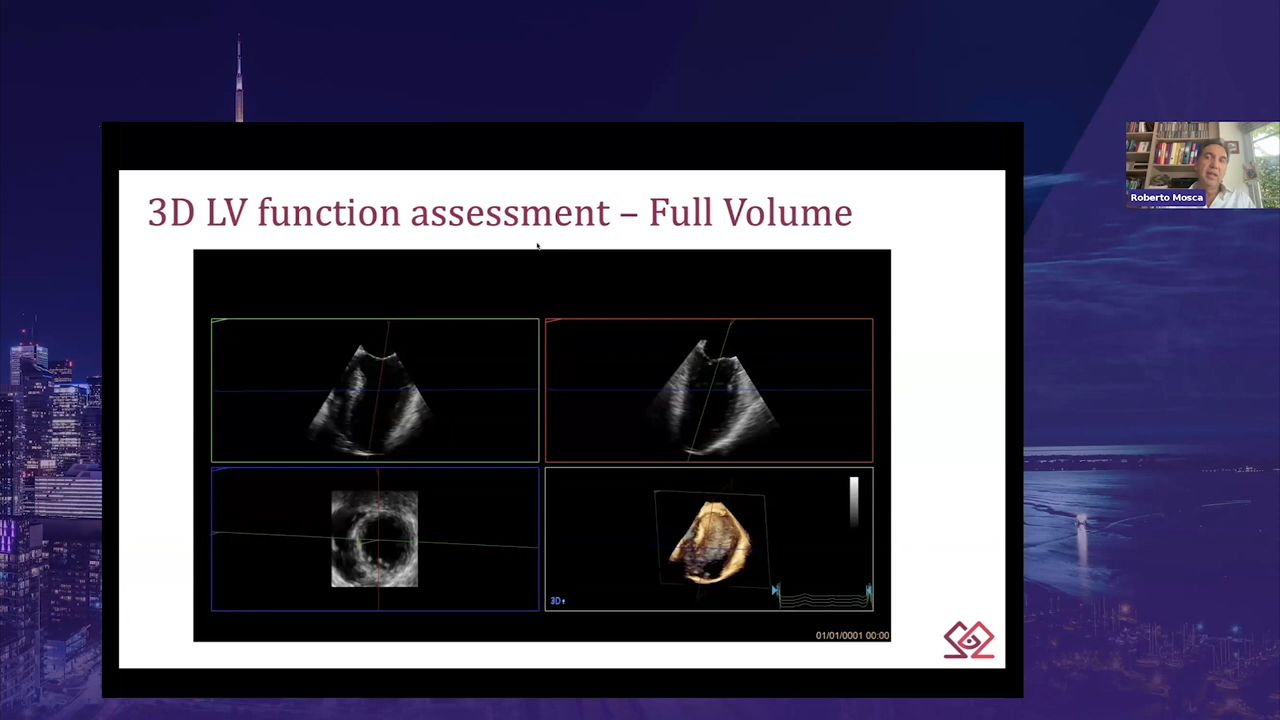 3D LV function assessment – Full Volume
Roberto Mosca
3D
01/01/0001 00:00